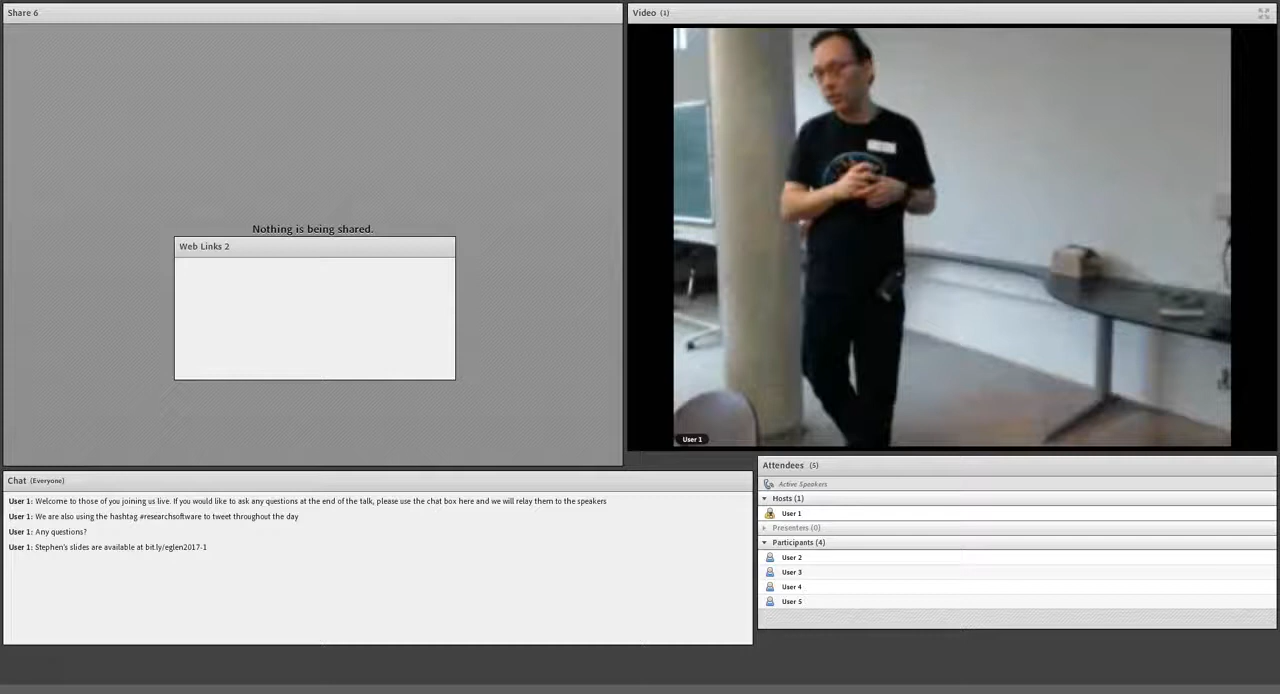 Share 6
Video (1)
Nothing is being shared.
Web Links 2
User 1
Chat (Everyone)
User 1: Welcome to those of you joining us live. If you would like to ask any questions at the end of the talk, please use the chat box here and we will relay them to the speakers
User 1: We are also using the hashtag #researchsoftware to tweet throughout the day
User 1: Any questions?
User 1: Stephen's slides are available at bit.ly/eglen2017-1
Attendees (5)
Active Speakers
Hosts (1)
User 1
Presenters (0)
Participants (4)
User 2
User 3
User 4
User 5